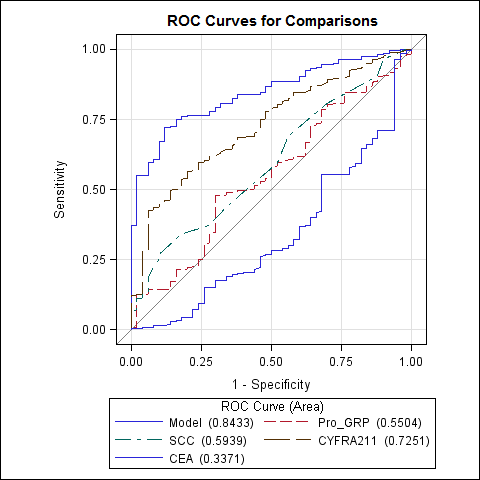 ROC Curves for Comparisons
1.00
0.75
0.50
0.25
0.00
Sensitivity
0.00 0.25 0.50 0.75 1.00
1 - Specificity
ROC Curve (Area)
Model (0.8433) Pro_GRP (0.5504)
SCC (0.5939) CYFRA211 (0.7251)
CEA (0.3371)